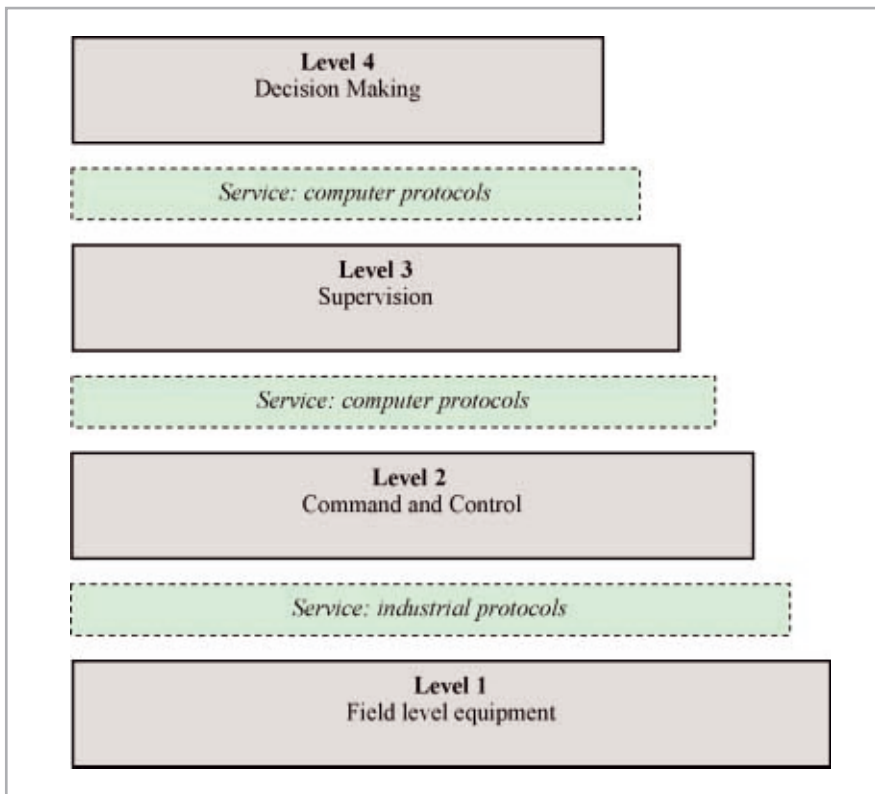 Level 4
Decision Making
Service: computer protocols
Level 3
Supervision
Service: computer protocols
Level 2
Command and Control
Service: industrial protocols
Level 1
Field level equipment